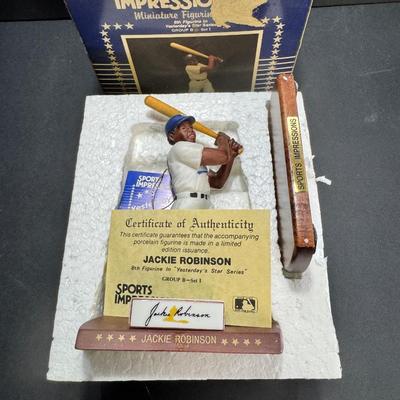 IMPRESSIONS
Miniature Figurine
8th Figurine in
Yesterday's Star Series
GROUP B — Set I
SPORTS IMPRESSIONS
SPORTS
IMPRE
Certificate of Authenticity
This certificate guarantees that the accompanying
porcelain figurine is made in a limited
edition issuance.
JACKIE ROBINSON
8th Figurine in "Yesterday's Star Series"
GROUP B—Set I
SPORTS
IMPRE
Jackie Robinson
JACKIE ROBINSON